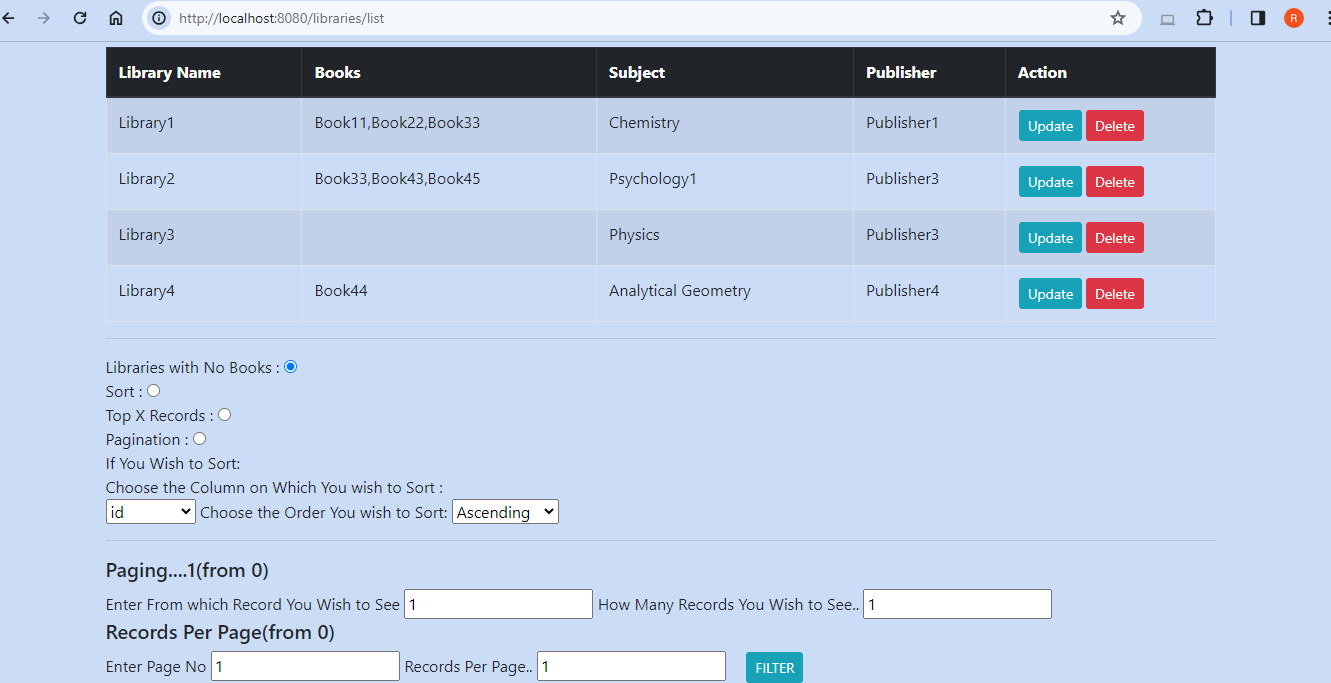 http://localhost:8080/libraries/list
R
Library Name Books Subject Publisher Action
Library1 Book11,Book22,Book33 Chemistry Publisher1 Update Delete
Library2 Book33,Book43,Book45 Psychology1 Publisher3 Update Delete
Library3 Physics Publisher3 Update Delete
Library4 Book44 Analytical Geometry Publisher4 Update Delete
Libraries with No Books :
Sort :
Top X Records :
Pagination :
If You Wish to Sort:
Choose the Column on Which You wish to Sort :
id Choose the Order You wish to Sort: Ascending
Paging....1(from 0)
Enter From which Record You Wish to See 1 How Many Records You Wish to See.. 1
Records Per Page(from 0)
Enter Page No 1 Records Per Page.. 1 FILTER